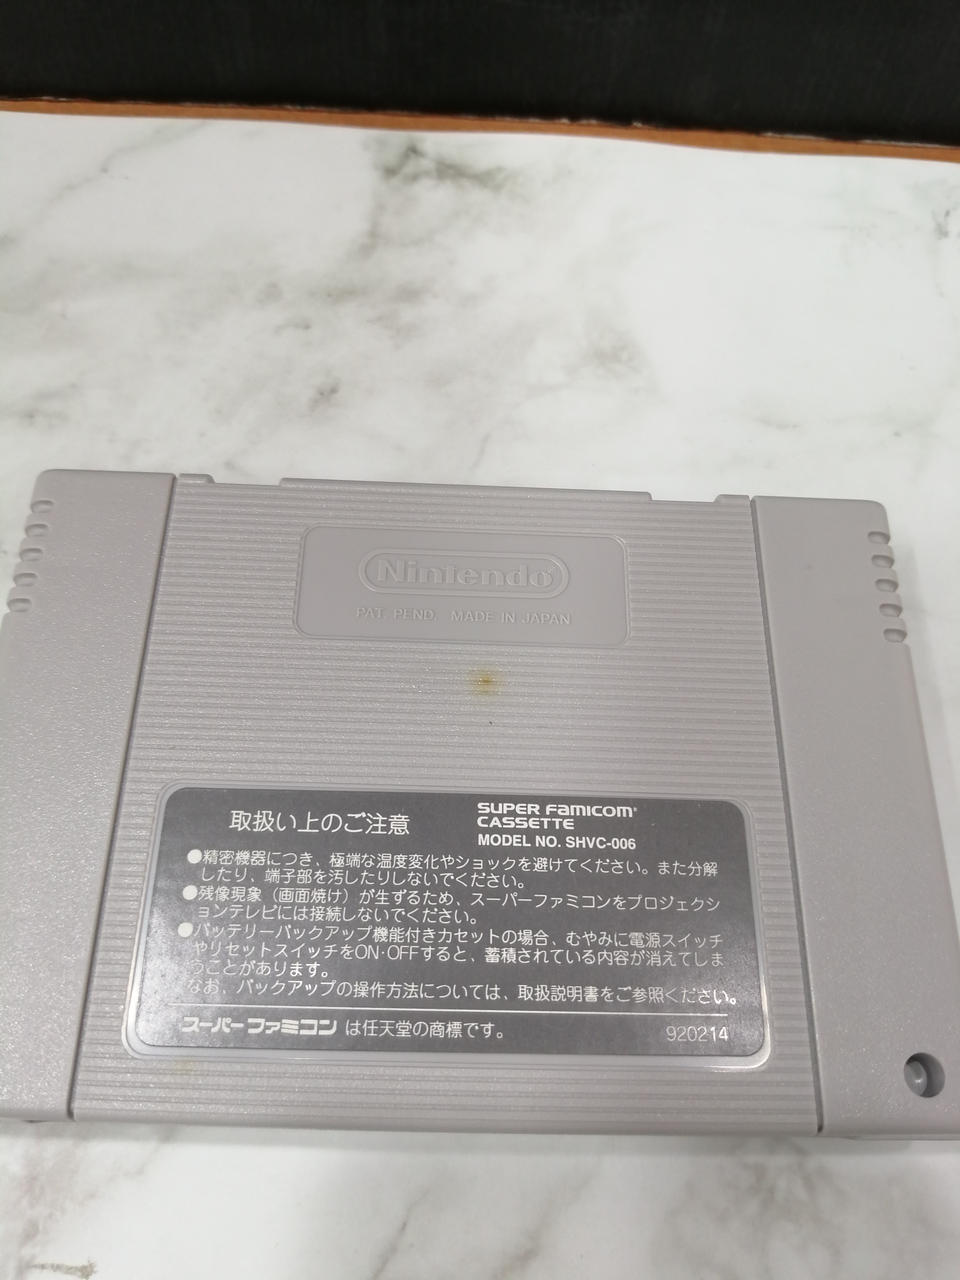 Nintendo
PAT. PEND. MADE IN JAPAN
取扱い上のご注意
SUPER FAMICOM
CASSETTE
MODEL NO. SHVC-006
●精密機器につき、極端な温度変化やショックを避けてください。また分解
したり、端子部を汚したりしないでください。
●残像現象（画面焼け）が生ずるため、スーパーファミコンをプロジェクシ
ョンテレビには接続しないでください。
●バッテリーバックアップ機能付きカセットの場合、むやみに電源スイッチ
やリセットスイッチをON・OFFすると、蓄積されている内容が消えてしま
うことがあります。
なお、バックアップの操作方法については、取扱説明書をご参照ください。
スーパーファミコン は任天堂の商標です。
920214